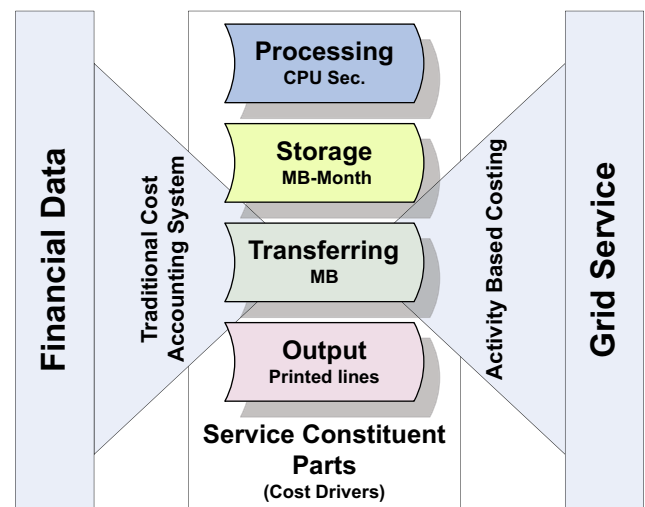 Financial Data
Traditional Cost
Accounting System
Processing
CPU Sec.
Storage
MB-Month
Transferring
MB
Output
Printed lines
Service Constituent
Parts
(Cost Drivers)
Activity Based Costing
Grid Service